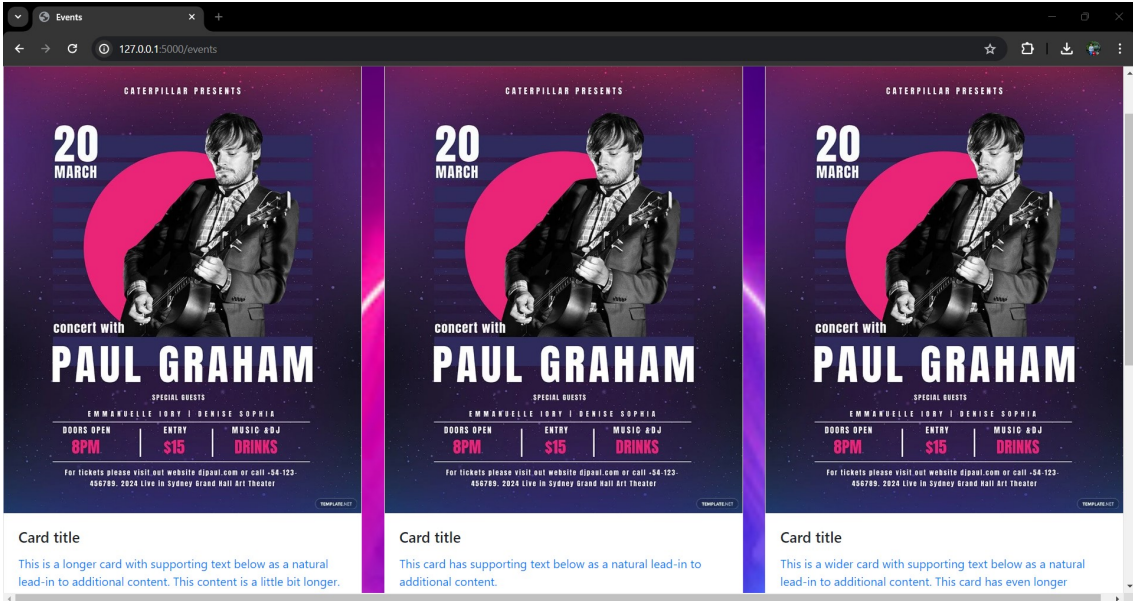 Events
127.0.0.1:5000/events
CATERPILLAR PRESENTS
20
MARCH
concert with
PAUL GRAHAM
SPECIAL GUESTS
EMMANUELLE IORY | DENISE SOPHIA
DOORS OPEN ENTRY MUSIC &DJ
8PM $15 DRINKS
For tickets please visit out website djpaul.com or call +54-123-
456789. 2024 Live in Sydney Grand Hall Art Theater
TEMPLATE.NET
Card title
This is a longer card with supporting text below as a natural
lead-in to additional content. This content is a little bit longer.
CATERPILLAR PRESENTS
20
MARCH
concert with
PAUL GRAHAM
SPECIAL GUESTS
EMMANUELLE IORY | DENISE SOPHIA
DOORS OPEN ENTRY MUSIC &DJ
8PM $15 DRINKS
For tickets please visit out website djpaul.com or call +54-123-
456789. 2024 Live in Sydney Grand Hall Art Theater
TEMPLATE.NET
Card title
This card has supporting text below as a natural lead-in to
additional content.
CATERPILLAR PRESENTS
20
MARCH
concert with
PAUL GRAHAM
SPECIAL GUESTS
EMMANUELLE IORY | DENISE SOPHIA
DOORS OPEN ENTRY MUSIC &DJ
8PM $15 DRINKS
For tickets please visit out website djpaul.com or call +54-123-
456789. 2024 Live in Sydney Grand Hall Art Theater
TEMPLATE.NET
Card title
This is a wider card with supporting text below as a natural
lead-in to additional content. This card has even longer